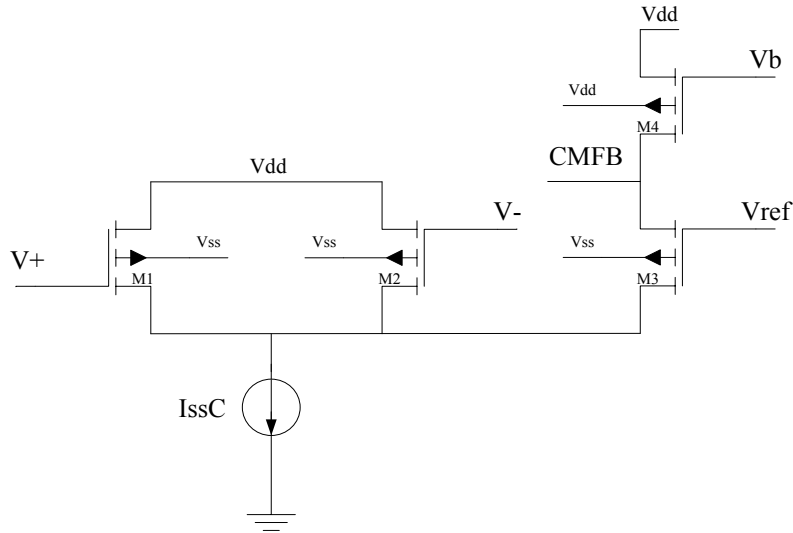 Vdd
Vb
Vdd
M4
CMFB
Vdd
V-
Vref
V+
Vss
Vss
Vss
M1
M2
M3
IssC